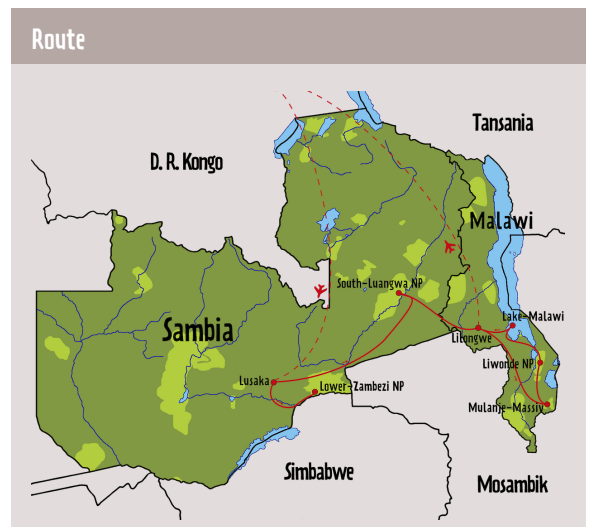 Route
Tansania
D. R. Kongo
Malawi
South-Luangwa NP
Lake-Malawi
Sambia
Lilongwe
Liwonde NP
Lusaka
Lower-Zambezi NP
Mulanje-Massiv
Simbabwe
Mosambik